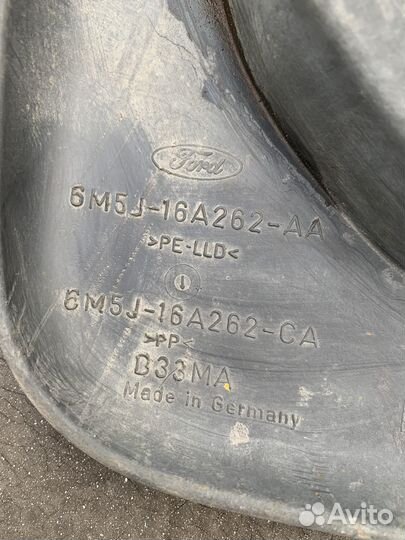 Ford
6M5J-16A262-AA
>PE-LLD<
6M5J-16A262-CA
>PP<
B33MA
Made in Germany
Avito